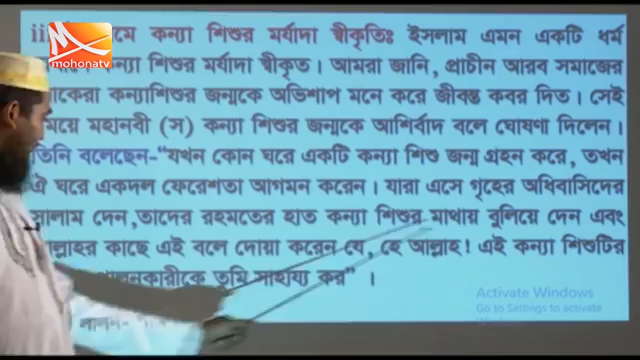 mohonatv
ii মে কন্যা শিশুর মর্যাদা স্বীকৃতিঃ ইসলাম এমন একটি ধর্ম
কন্যা শিশুর মর্যাদা স্বীকৃত। আমরা জানি, প্রাচীন আরব সমাজের
াকেরা কন্যাশিশুর জন্মকে অভিশাপ মনে করে জীবন্ত কবর দিত। সেই
ময়ে মহানবী (স) কন্যা শিশুর জন্মকে আশির্বাদ বলে ঘোষণা দিলেন।
তিনি বলেছেন-“যখন কোন ঘরে একটি কন্যা শিশু জন্ম গ্রহন করে, তখন
ঐ ঘরে একদল ফেরেশতা আগমন করেন। যারা এসে গৃহের অধিবাসিদের
সালাম দেন,তাদের রহমতের হাত কন্যা শিশুর মাথায় বুলিয়ে দেন এবং
ল্লাহর কাছে এই বলে দোয়া করেন যে, হে আল্লাহ! এই কন্যা শিশুটির
লনকারীকে তুমি সাহায্য কর” ।
Activate Windows
Go to Settings to activate